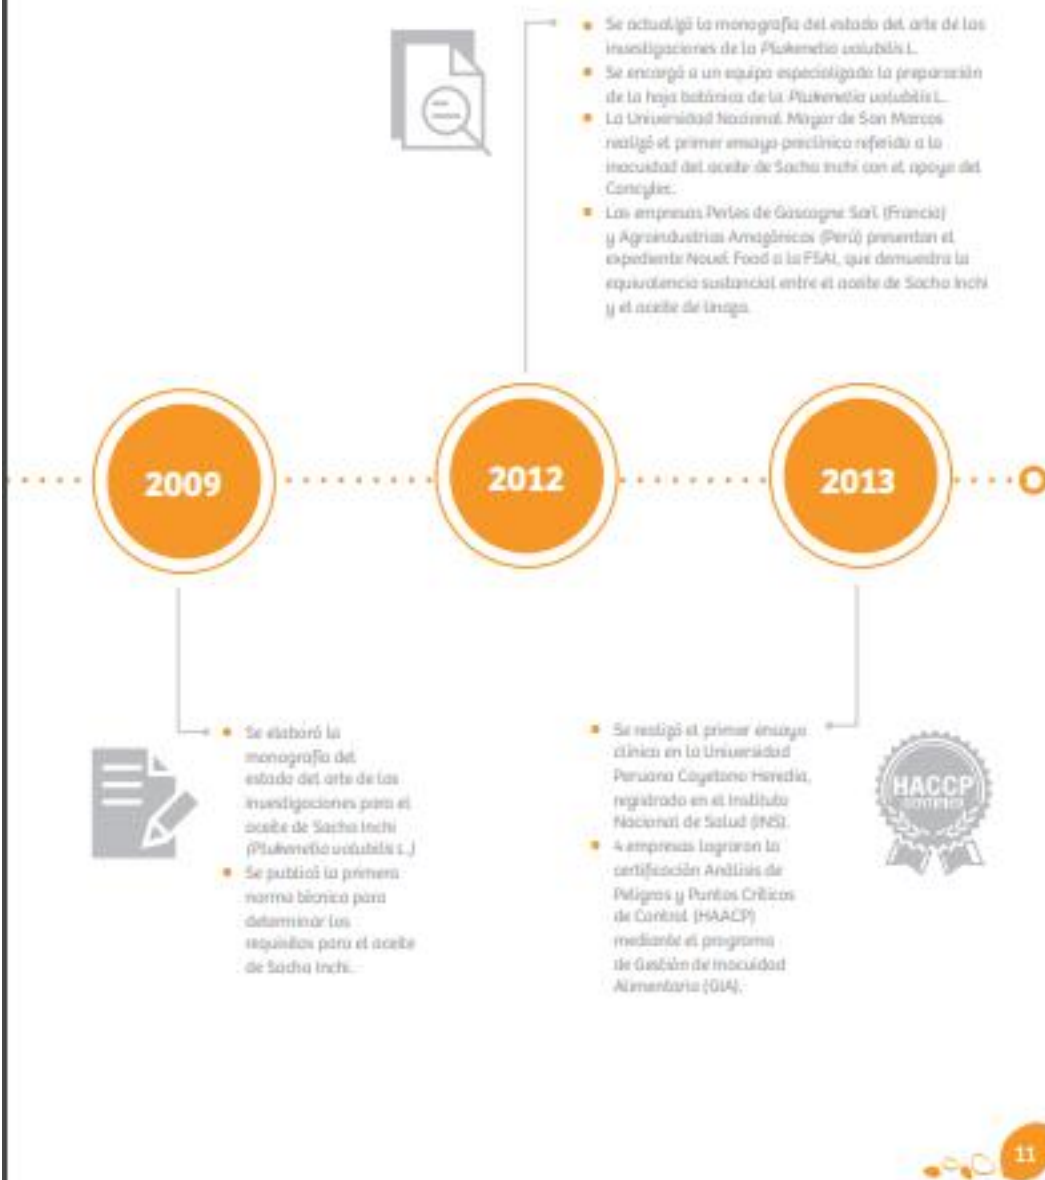 Se actualizó la monografía del estado del arte de las
investigaciones de la Plukenetia volubilis L.
Se encargó a un equipo especializado la preparación
de la hoja botánica de la Plukenetia volubilis L.
La Universidad Nacional Mayor de San Marcos
realizó el primer ensayo preclínico referido a la
inocuidad del aceite de Sacha Inchi con el apoyo del
Concytec.
Las empresas Perles de Gascogne Sarl. (Francia)
y Agroindustrias Amazónicas (Perú) presentan el
expediente Novel Food a la FSAI, que demuestra la
equivalencia sustancial entre el aceite de Sacha Inchi
y el aceite de linaza.
2009
2012
2013
Se elaboró la
monografía del
estado del arte de las
investigaciones para el
aceite de Sacha Inchi
(Plukenetia volubilis L.)
Se publicó la primera
norma técnica para
determinar los
requisitos para el aceite
de Sacha Inchi.
Se realizó el primer ensayo
clínico en la Universidad
Peruana Cayetano Heredia,
registrado en el Instituto
Nacional de Salud (INS).
4 empresas lograron la
certificación Análisis de
Peligros y Puntos Críticos
de Control (HAACP)
mediante el programa
de Gestión de Inocuidad
Alimentaria (GIA).
HACCP
CERTIFIED
11